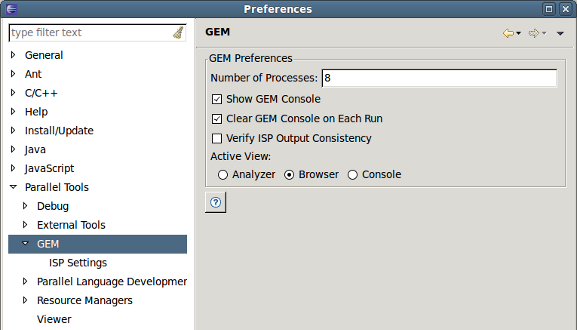 Preferences
type filter text
General
Ant
C/C++
Help
Install/Update
Java
JavaScript
Parallel Tools
Debug
External Tools
GEM
ISP Settings
Parallel Language Developmer
Resource Managers
Viewer
GEM
GEM Preferences
Number of Processes: 8
Show GEM Console
Clear GEM Console on Each Run
Verify ISP Output Consistency
Active View:
Analyzer Browser Console